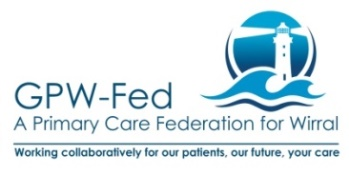 GPW-Fed
A Primary Care Federation for Wirral
Working collaboratively for our patients, our future, your care